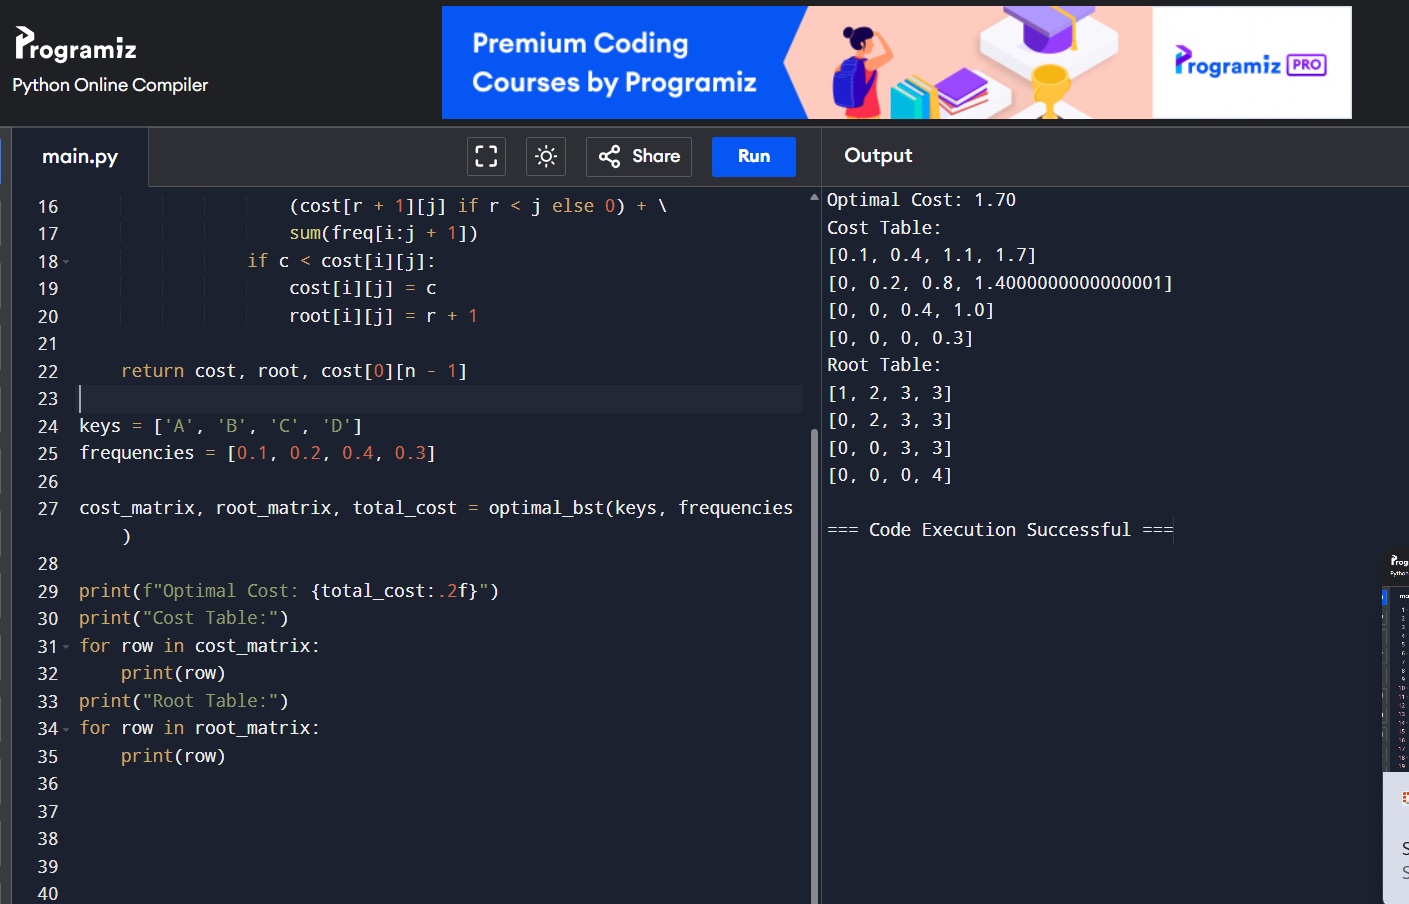 Programiz
Python Online Compiler
Premium Coding
Courses by Programiz
Programiz PRO
main.py
Share
Run
Output
16 (cost[r + 1][j] if r < j else 0) + \
17 sum(freq[i:j + 1])
18 if c < cost[i][j]:
19 cost[i][j] = c
20 root[i][j] = r + 1
21
22 return cost, root, cost[0][n - 1]
23
24 keys = ['A', 'B', 'C', 'D']
25 frequencies = [0.1, 0.2, 0.4, 0.3]
26
27 cost_matrix, root_matrix, total_cost = optimal_bst(keys, frequencies
)
28
29 print(f"Optimal Cost: {total_cost:.2f}")
30 print("Cost Table:")
31 for row in cost_matrix:
32 print(row)
33 print("Root Table:")
34 for row in root_matrix:
35 print(row)
36
37
38
39
40
Optimal Cost: 1.70
Cost Table:
[0.1, 0.4, 1.1, 1.7]
[0, 0.2, 0.8, 1.4000000000000001]
[0, 0, 0.4, 1.0]
[0, 0, 0, 0.3]
Root Table:
[1, 2, 3, 3]
[0, 2, 3, 3]
[0, 0, 3, 3]
[0, 0, 0, 4]
=== Code Execution Successful ===